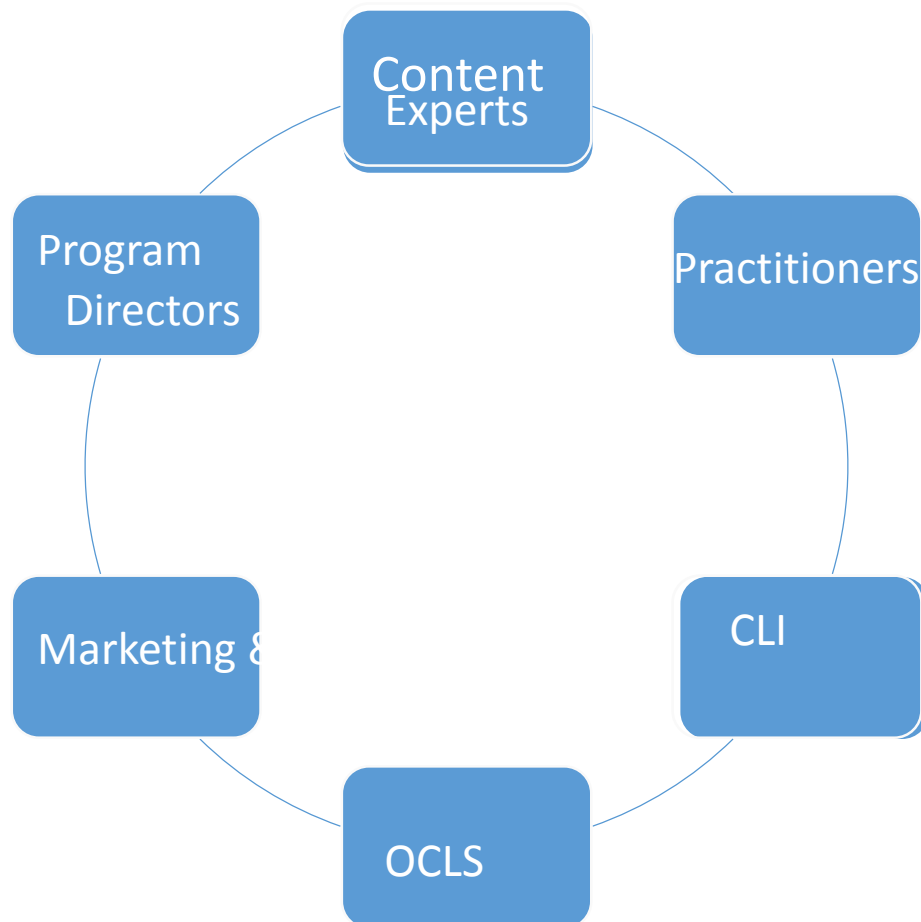 Content
Experts
Program
Directors
Practitioners
Marketing &
CLI
OCLS